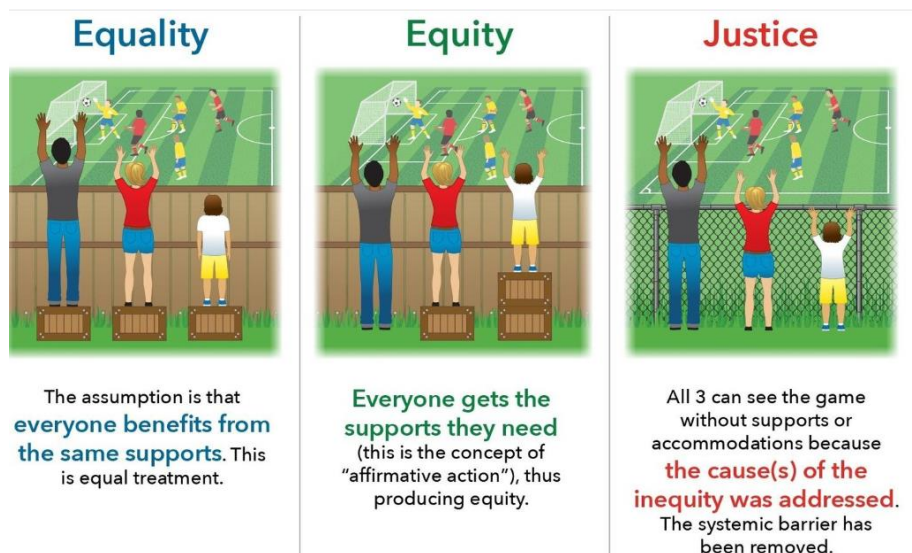 Equality
The assumption is that
everyone benefits from
the same supports. This
is equal treatment.
Equity
Everyone gets the
supports they need
(this is the concept of
“affirmative action”), thus
producing equity.
Justice
All 3 can see the game
without supports or
accommodations because
the cause(s) of the
inequity was addressed.
The systemic barrier has
been removed.